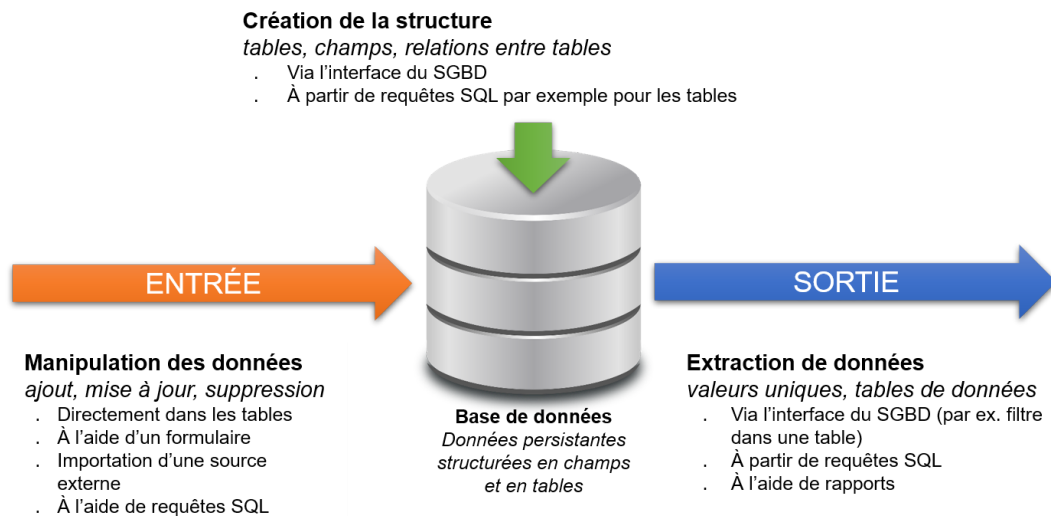 Création de la structure
tables, champs, relations entre tables
. Via l'interface du SGBD
. À partir de requêtes SQL par exemple pour les tables
ENTRÉE
SORTIE
Manipulation des données
ajout, mise à jour, suppression
. Directement dans les tables
. À l'aide d'un formulaire
. Importation d'une source
externe
. À l'aide de requêtes SQL
Base de données
Données persistantes
structurées en champs
et en tables
Extraction de données
valeurs uniques, tables de données
. Via l'interface du SGBD (par ex. filtre
dans une table)
. À partir de requêtes SQL
. À l'aide de rapports